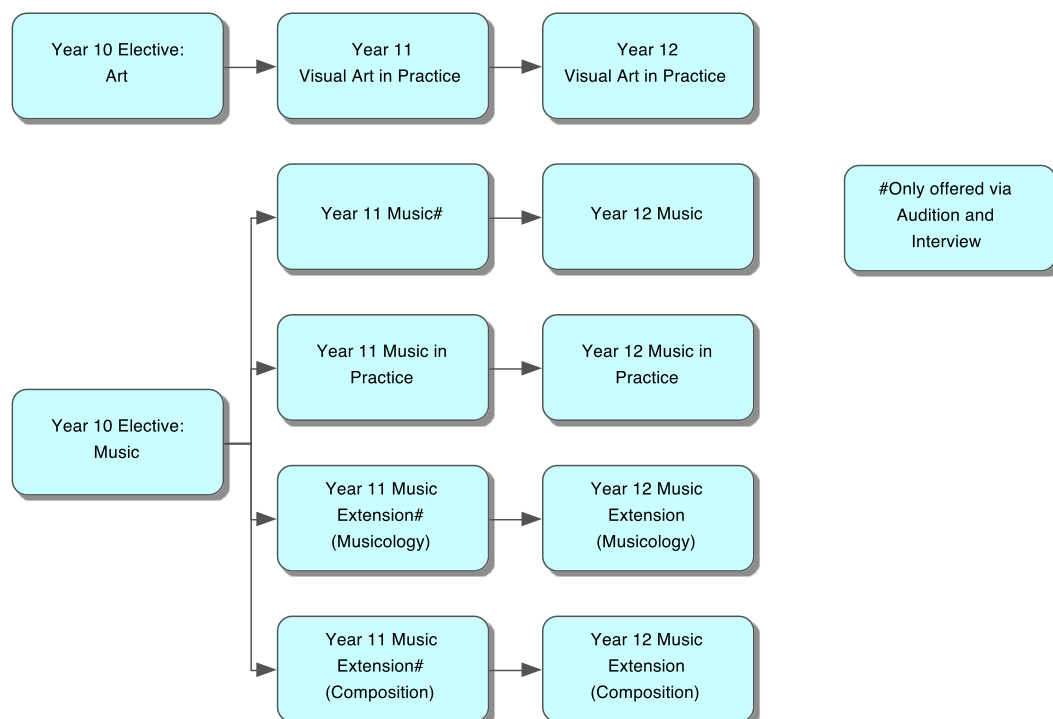 Year 10 Elective:
Art
Year 11
Visual Art in Practice
Year 12
Visual Art in Practice
Year 11 Music#
Year 12 Music
#Only offered via
Audition and
Interview
Year 11 Music in
Practice
Year 12 Music in
Practice
Year 10 Elective:
Music
Year 11 Music
Extension#
(Musicology)
Year 12 Music
Extension
(Musicology)
Year 11 Music
Extension#
(Composition)
Year 12 Music
Extension
(Composition)